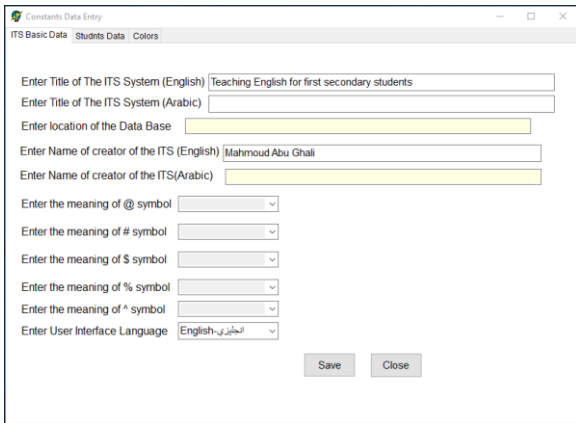 Constants Data Entry
ITS Basic Data Studnts Data Colors
Enter Title of The ITS System (English) Teaching English for first secondary students
Enter Title of The ITS System (Arabic)
Enter location of the Data Base
Enter Name of creator of the ITS (English) Mahmoud Abu Ghali
Enter Name of creator of the ITS(Arabic)
Enter the meaning of @ symbol
Enter the meaning of # symbol
Enter the meaning of $ symbol
Enter the meaning of % symbol
Enter the meaning of ^ symbol
Enter User Interface Language English-انجليزي
Save Close